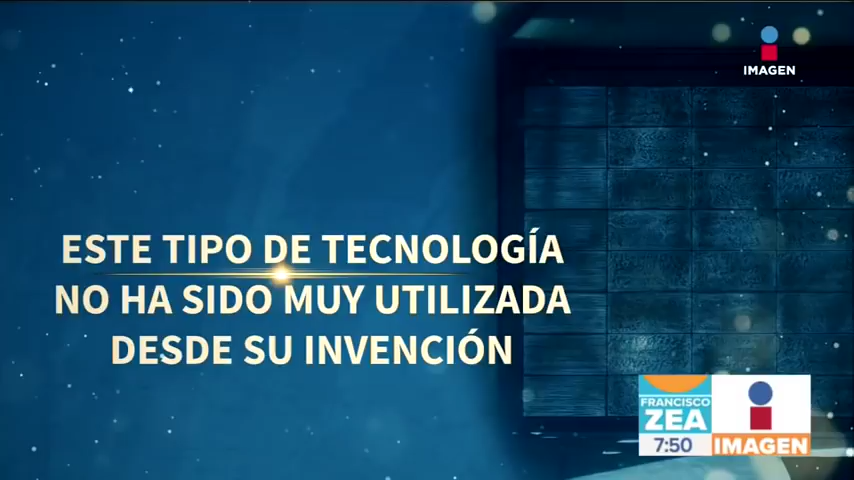 IMAGEN
ESTE TIPO DE TECNOLOGÍA
NO HA SIDO MUY UTILIZADA
DESDE SU INVENCIÓN
FRANCISCO
ZEA
7:50
IMAGEN